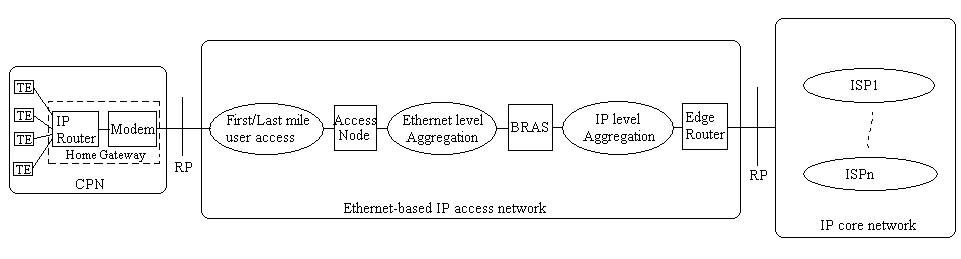 TE
TE
TE
TE
IP
Router
Modem
Home Gateway
CPN
RP
First/Last mile
user access
Access
Node
Ethernet level
Aggregation
BRAS
IP level
Aggregation
Edge
Router
Ethernet-based IP access network
RP
ISP1
ISPn
IP core network